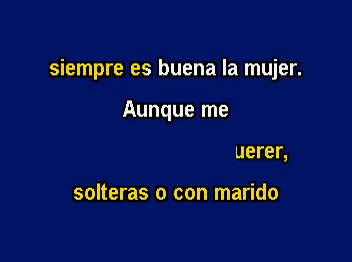 siempre es buena la mujer.
Aunque me
uerer,
solteras o con marido